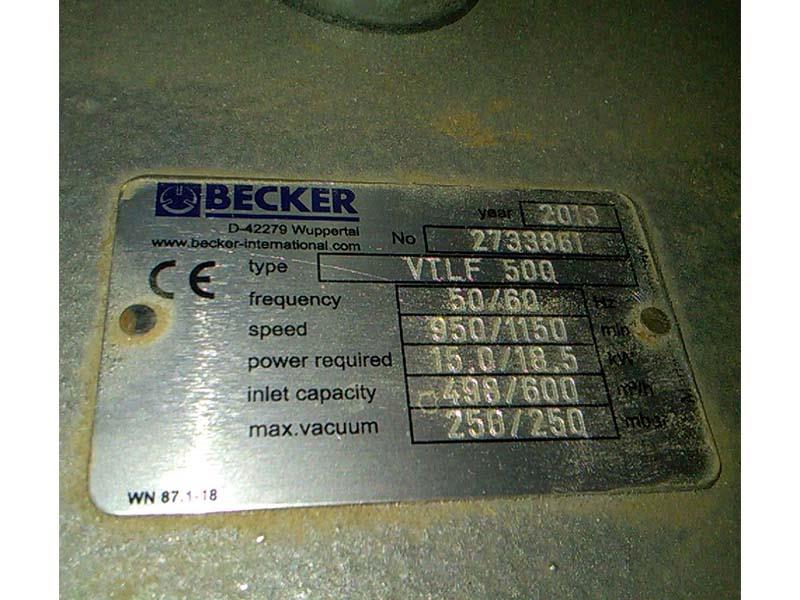 BECKER
D-42279 Wuppertal
www.becker-international.com
year 2013
No 2733861
CE type VTLF 500
frequency 50/60 Hz
speed 950/1150 min
power required 15.0/18.5 kW
inlet capacity 498/600 m³/h
max.vacuum 250/250 mbar
WN 87.1-18